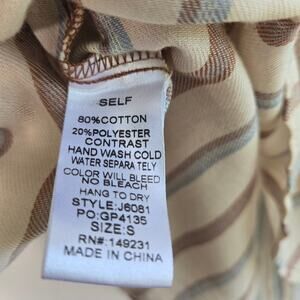 SELF
80%COTTON
20%POLYESTER
CONTRAST
HAND WASH COLD
WATER SEPARA TELY
COLOR WILL BLEED
NO BLEACH
HANG TO DRY
STYLE:J6081
PO:GP4135
SIZE:S
RN#:149231
MADE IN CHINA